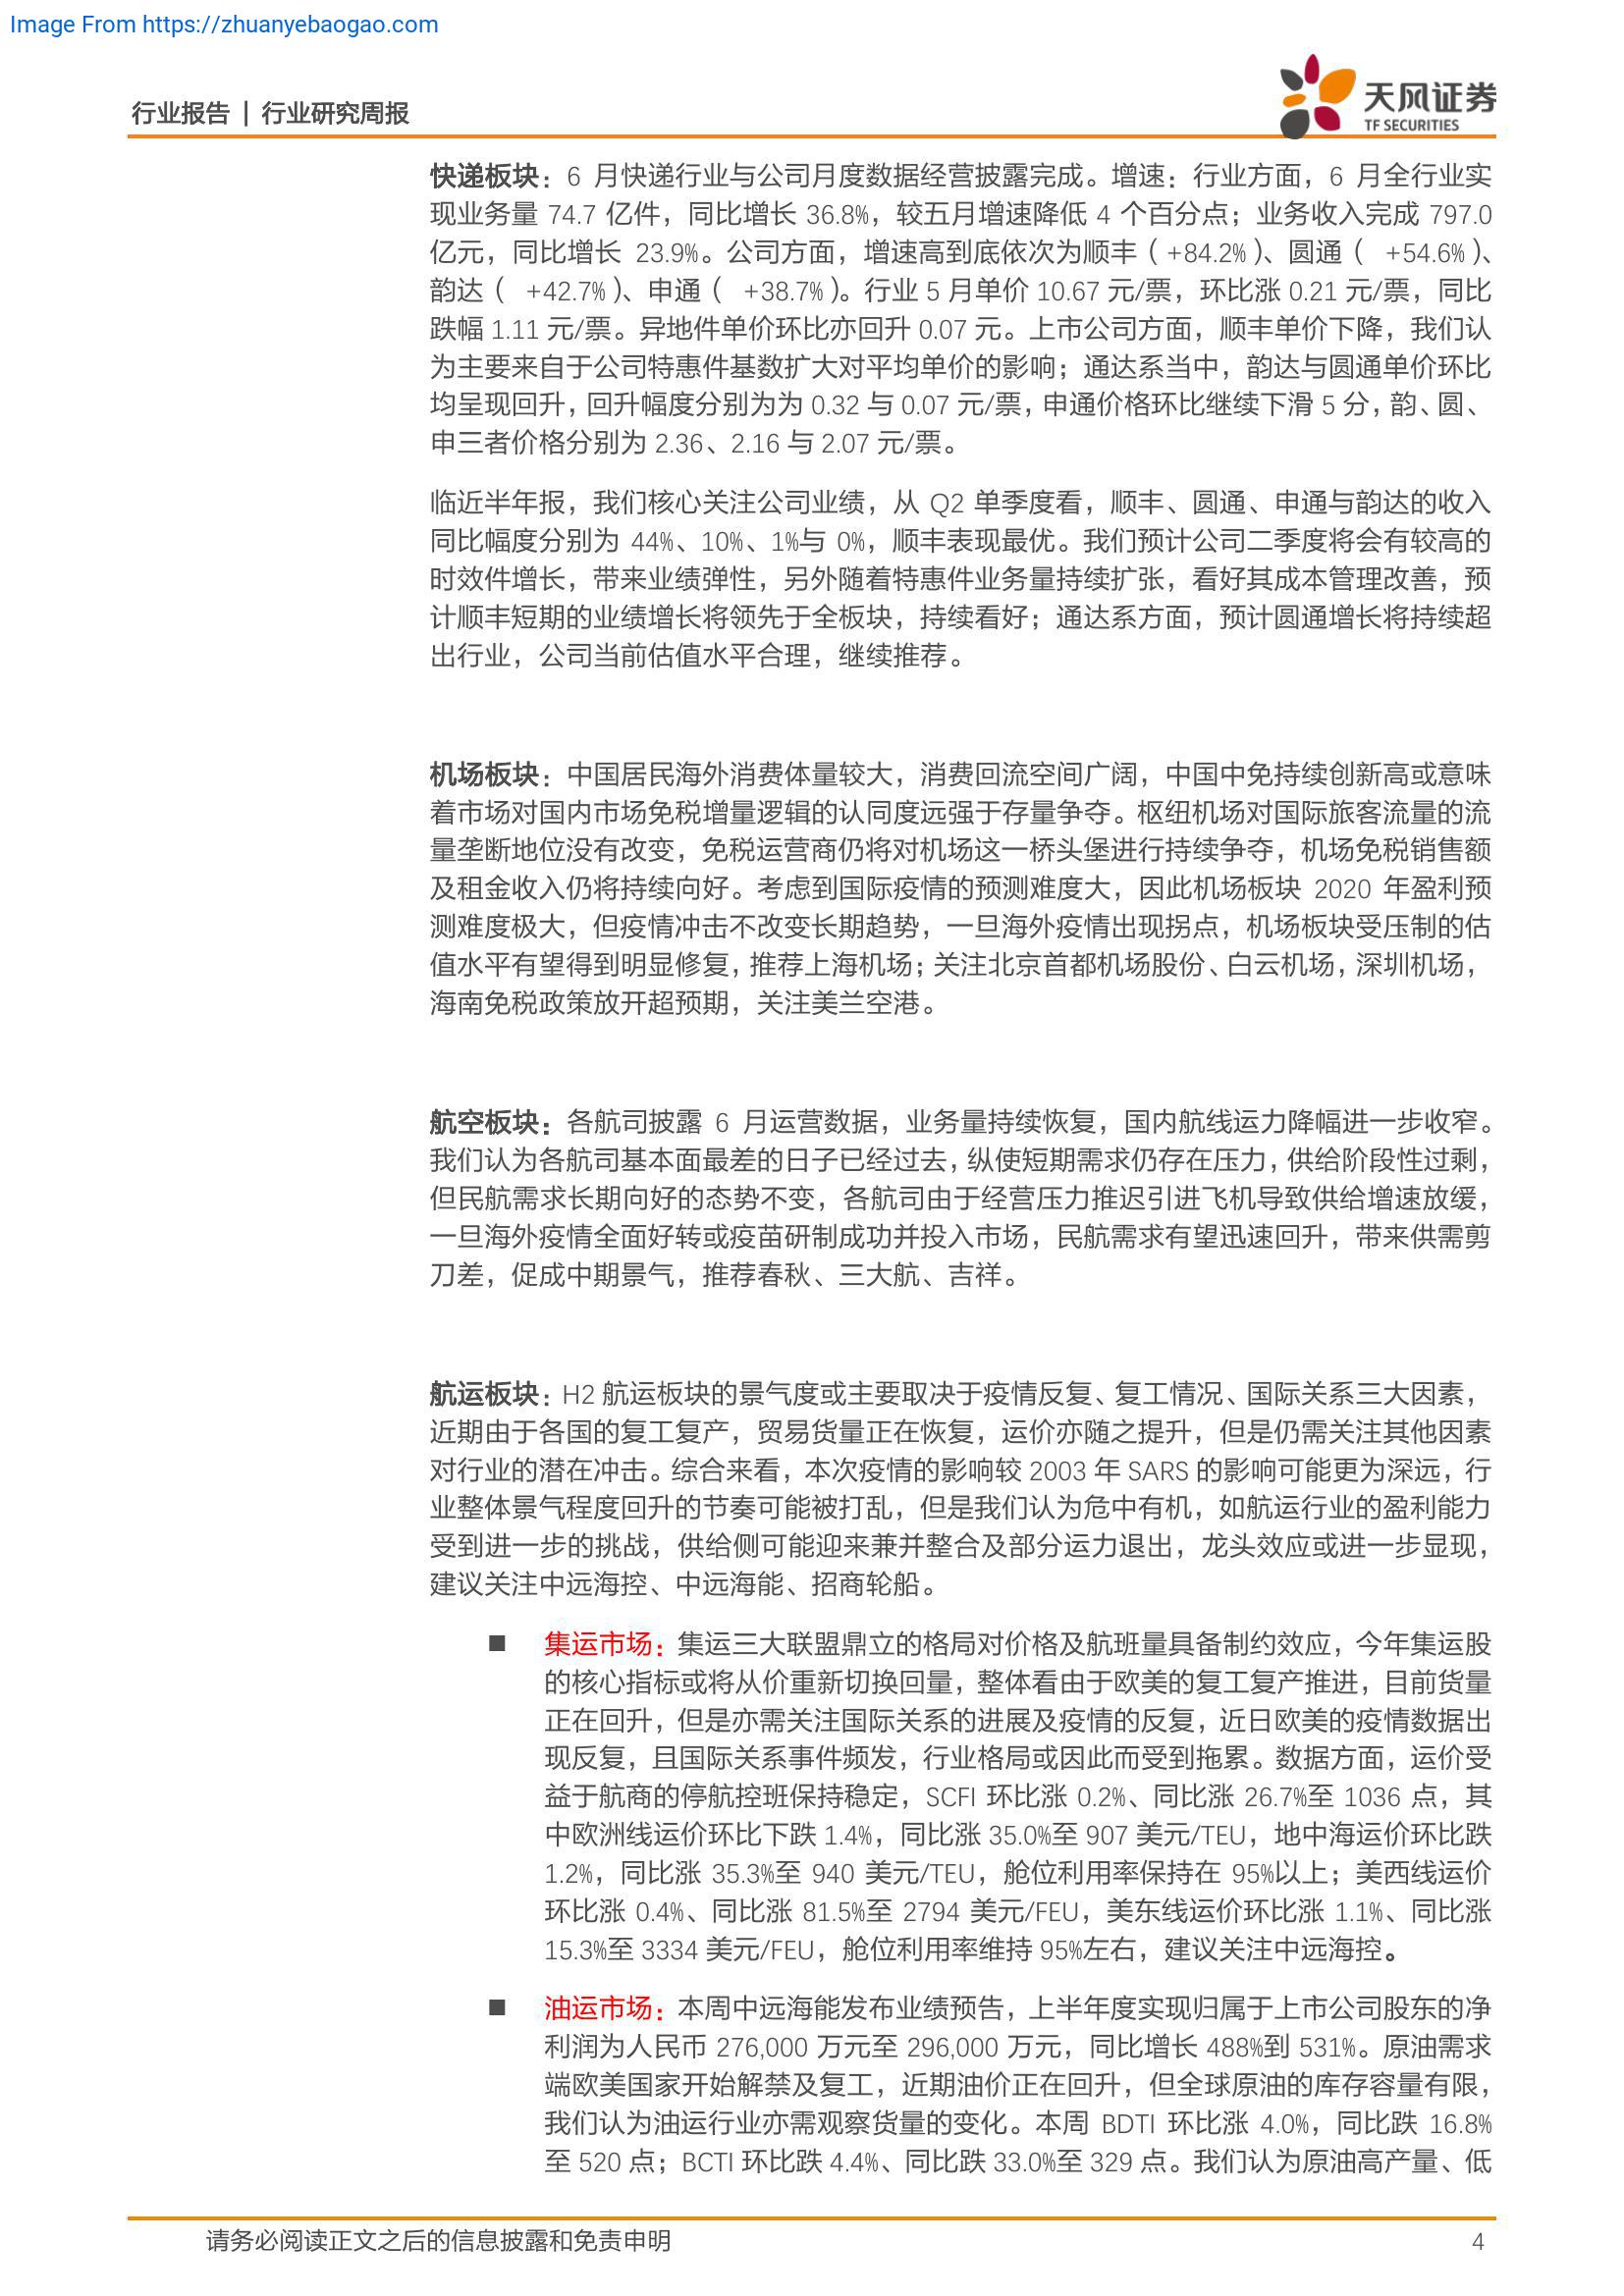 Image From https://zhuanyebaogao.com
行业报告 | 行业研究周报
天风证券
TF SECURITIES
快递板块：6 月快递行业与公司月度数据经营披露完成。增速：行业方面，6 月全行业实
现业务量 74.7 亿件，同比增长 36.8%，较五月增速降低 4 个百分点；业务收入完成 797.0
亿元，同比增长 23.9%。公司方面，增速高到底依次为顺丰（+84.2%）、圆通（ +54.6%）、
韵达（ +42.7%）、申通（ +38.7%）。行业 5 月单价 10.67 元/票，环比涨 0.21 元/票，同比
跌幅 1.11 元/票。异地件单价环比亦回升 0.07 元。上市公司方面，顺丰单价下降，我们认
为主要来自于公司特惠件基数扩大对平均单价的影响；通达系当中，韵达与圆通单价环比
均呈现回升，回升幅度分别为为 0.32 与 0.07 元/票，申通价格环比继续下滑 5 分，韵、圆、
申三者价格分别为 2.36、2.16 与 2.07 元/票。
临近半年报，我们核心关注公司业绩，从 Q2 单季度看，顺丰、圆通、申通与韵达的收入
同比幅度分别为 44%、10%、1%与 0%，顺丰表现最优。我们预计公司二季度将会有较高的
时效件增长，带来业绩弹性，另外随着特惠件业务量持续扩张，看好其成本管理改善，预
计顺丰短期的业绩增长将领先于全板块，持续看好；通达系方面，预计圆通增长将持续超
出行业，公司当前估值水平合理，继续推荐。
机场板块：中国居民海外消费体量较大，消费回流空间广阔，中国中免持续创新高或意味
着市场对国内市场免税增量逻辑的认同度远强于存量争夺。枢纽机场对国际旅客流量的流
量垄断地位没有改变，免税运营商仍将对机场这一桥头堡进行持续争夺，机场免税销售额
及租金收入仍将持续向好。考虑到国际疫情的预测难度大，因此机场板块 2020 年盈利预
测难度极大，但疫情冲击不改变长期趋势，一旦海外疫情出现拐点，机场板块受压制的估
值水平有望得到明显修复，推荐上海机场；关注北京首都机场股份、白云机场，深圳机场，
海南免税政策放开超预期，关注美兰空港。
航空板块：各航司披露 6 月运营数据，业务量持续恢复，国内航线运力降幅进一步收窄。
我们认为各航司基本面最差的日子已经过去，纵使短期需求仍存在压力，供给阶段性过剩，
但民航需求长期向好的态势不变，各航司由于经营压力推迟引进飞机导致供给增速放缓，
一旦海外疫情全面好转或疫苗研制成功并投入市场，民航需求有望迅速回升，带来供需剪
刀差，促成中期景气，推荐春秋、三大航、吉祥。
航运板块：H2 航运板块的景气度或主要取决于疫情反复、复工情况、国际关系三大因素，
近期由于各国的复工复产，贸易货量正在恢复，运价亦随之提升，但是仍需关注其他因素
对行业的潜在冲击。综合来看，本次疫情的影响较 2003 年 SARS 的影响可能更为深远，行
业整体景气程度回升的节奏可能被打乱，但是我们认为危中有机，如航运行业的盈利能力
受到进一步的挑战，供给侧可能迎来兼并整合及部分运力退出，龙头效应或进一步显现，
建议关注中远海控、中远海能、招商轮船。
■ 集运市场：集运三大联盟鼎立的格局对价格及航班量具备制约效应，今年集运股
的核心指标或将从价重新切换回量，整体看由于欧美的复工复产推进，目前货量
正在回升，但是亦需关注国际关系的进展及疫情的反复，近日欧美的疫情数据出
现反复，且国际关系事件频发，行业格局或因此而受到拖累。数据方面，运价受
益于航商的停航控班保持稳定，SCFI 环比涨 0.2%、同比涨 26.7%至 1036 点，其
中欧洲线运价环比下跌 1.4%，同比涨 35.0%至 907 美元/TEU，地中海运价环比跌
1.2%，同比涨 35.3%至 940 美元/TEU，舱位利用率保持在 95%以上；美西线运价
环比涨 0.4%、同比涨 81.5%至 2794 美元/FEU，美东线运价环比涨 1.1%、同比涨
15.3%至 3334 美元/FEU，舱位利用率维持 95%左右，建议关注中远海控。
■ 油运市场：本周中远海能发布业绩预告，上半年度实现归属于上市公司股东的净
利润为人民币 276,000 万元至 296,000 万元，同比增长 488%到 531%。原油需求
端欧美国家开始解禁及复工，近期油价正在回升，但全球原油的库存容量有限，
我们认为油运行业亦需观察货量的变化。本周 BDTI 环比涨 4.0%，同比跌 16.8%
至 520 点；BCTI 环比跌 4.4%、同比跌 33.0%至 329 点。我们认为原油高产量、低
请务必阅读正文之后的信息披露和免责申明
4